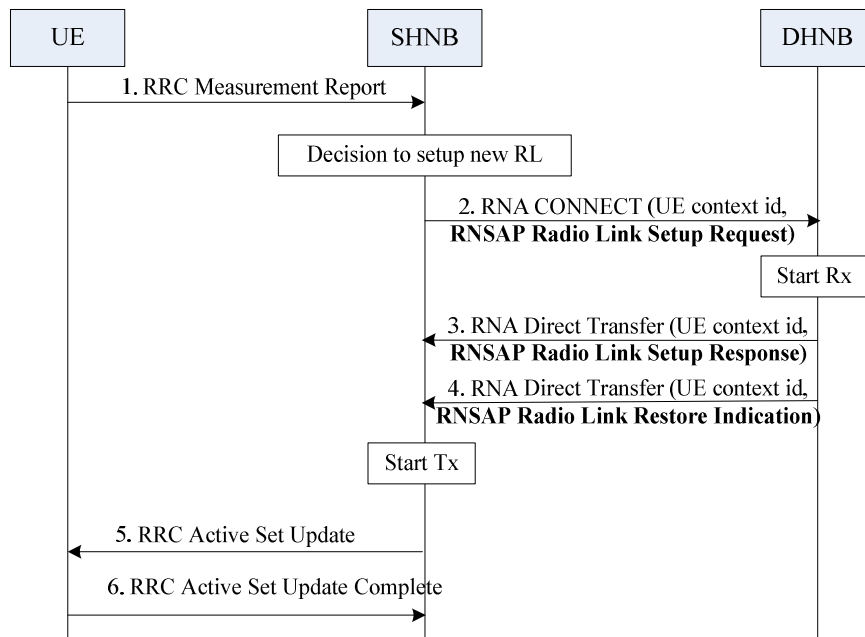 UE
SHNB
DHNB
1. RRC Measurement Report
Decision to setup new RL
2. RNA CONNECT (UE context id,
RNSAP Radio Link Setup Request)
Start Rx
3. RNA Direct Transfer (UE context id,
RNSAP Radio Link Setup Response)
4. RNA Direct Transfer (UE context id,
RNSAP Radio Link Restore Indication)
Start Tx
5. RRC Active Set Update
6. RRC Active Set Update Complete